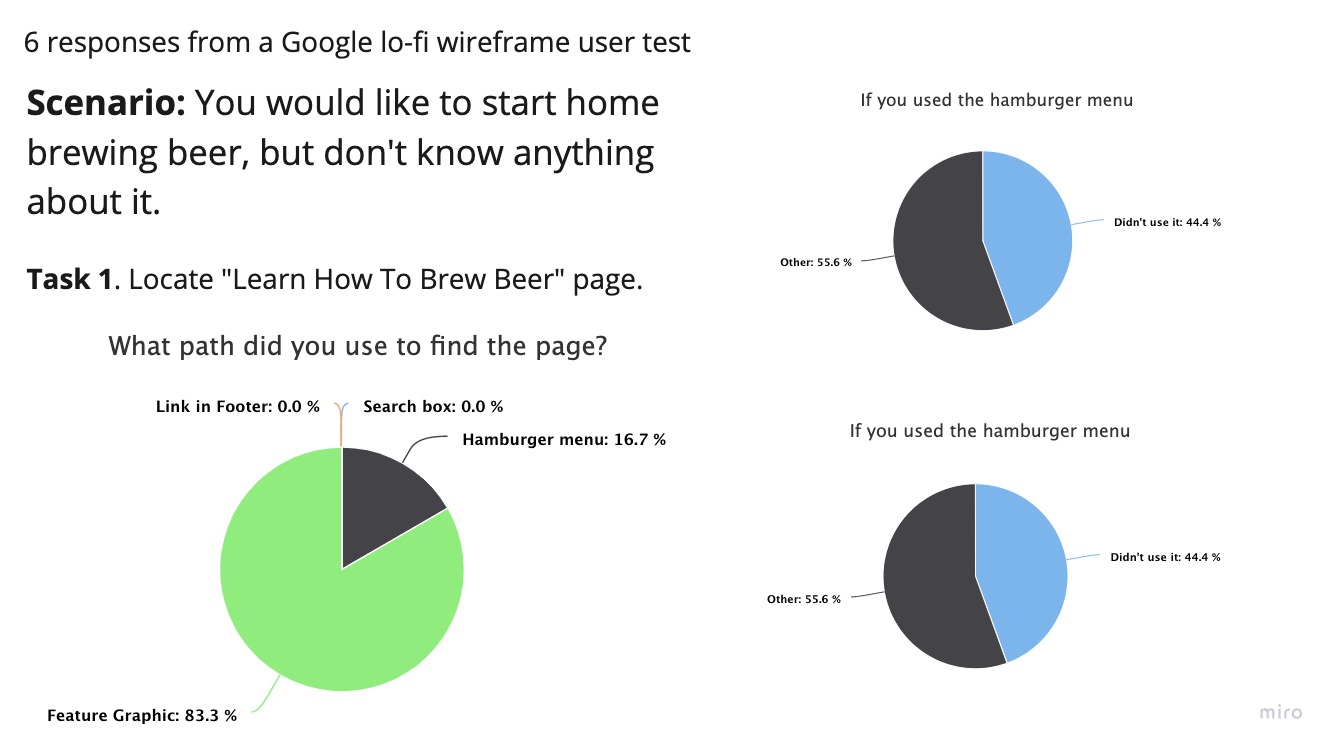 6 responses from a Google lo-fi wireframe user test
Scenario: You would like to start home
brewing beer, but don't know anything
about it.
Task 1. Locate "Learn How To Brew Beer" page.
What path did you use to find the page?
Link in Footer: 0.0 %
Search box: 0.0 %
Hamburger menu: 16.7 %
Feature Graphic: 83.3 %
If you used the hamburger menu
Didn't use it: 44.4 %
Other: 55.6 %
If you used the hamburger menu
Didn't use it: 44.4 %
Other: 55.6 %
miro